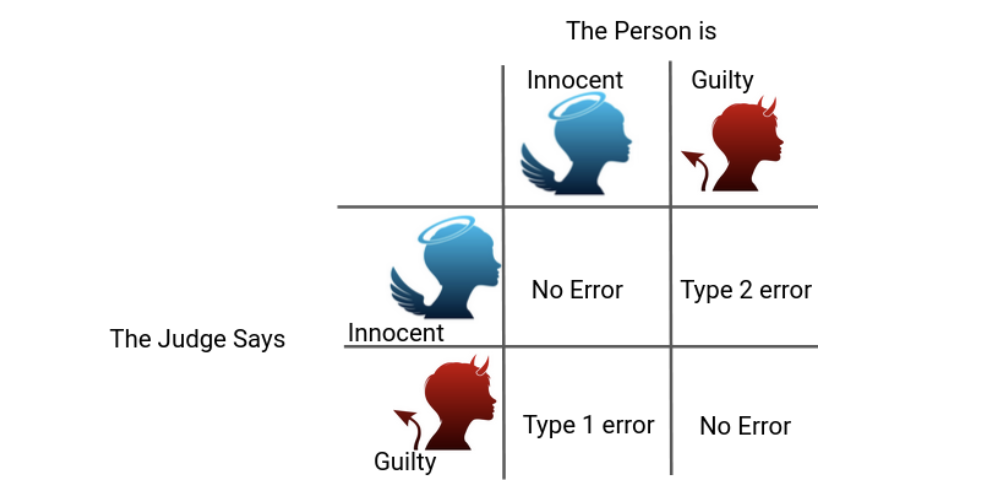 The Person is
Innocent
Guilty
No Error
Type 2 error
Innocent
The Judge Says
Type 1 error
No Error
Guilty